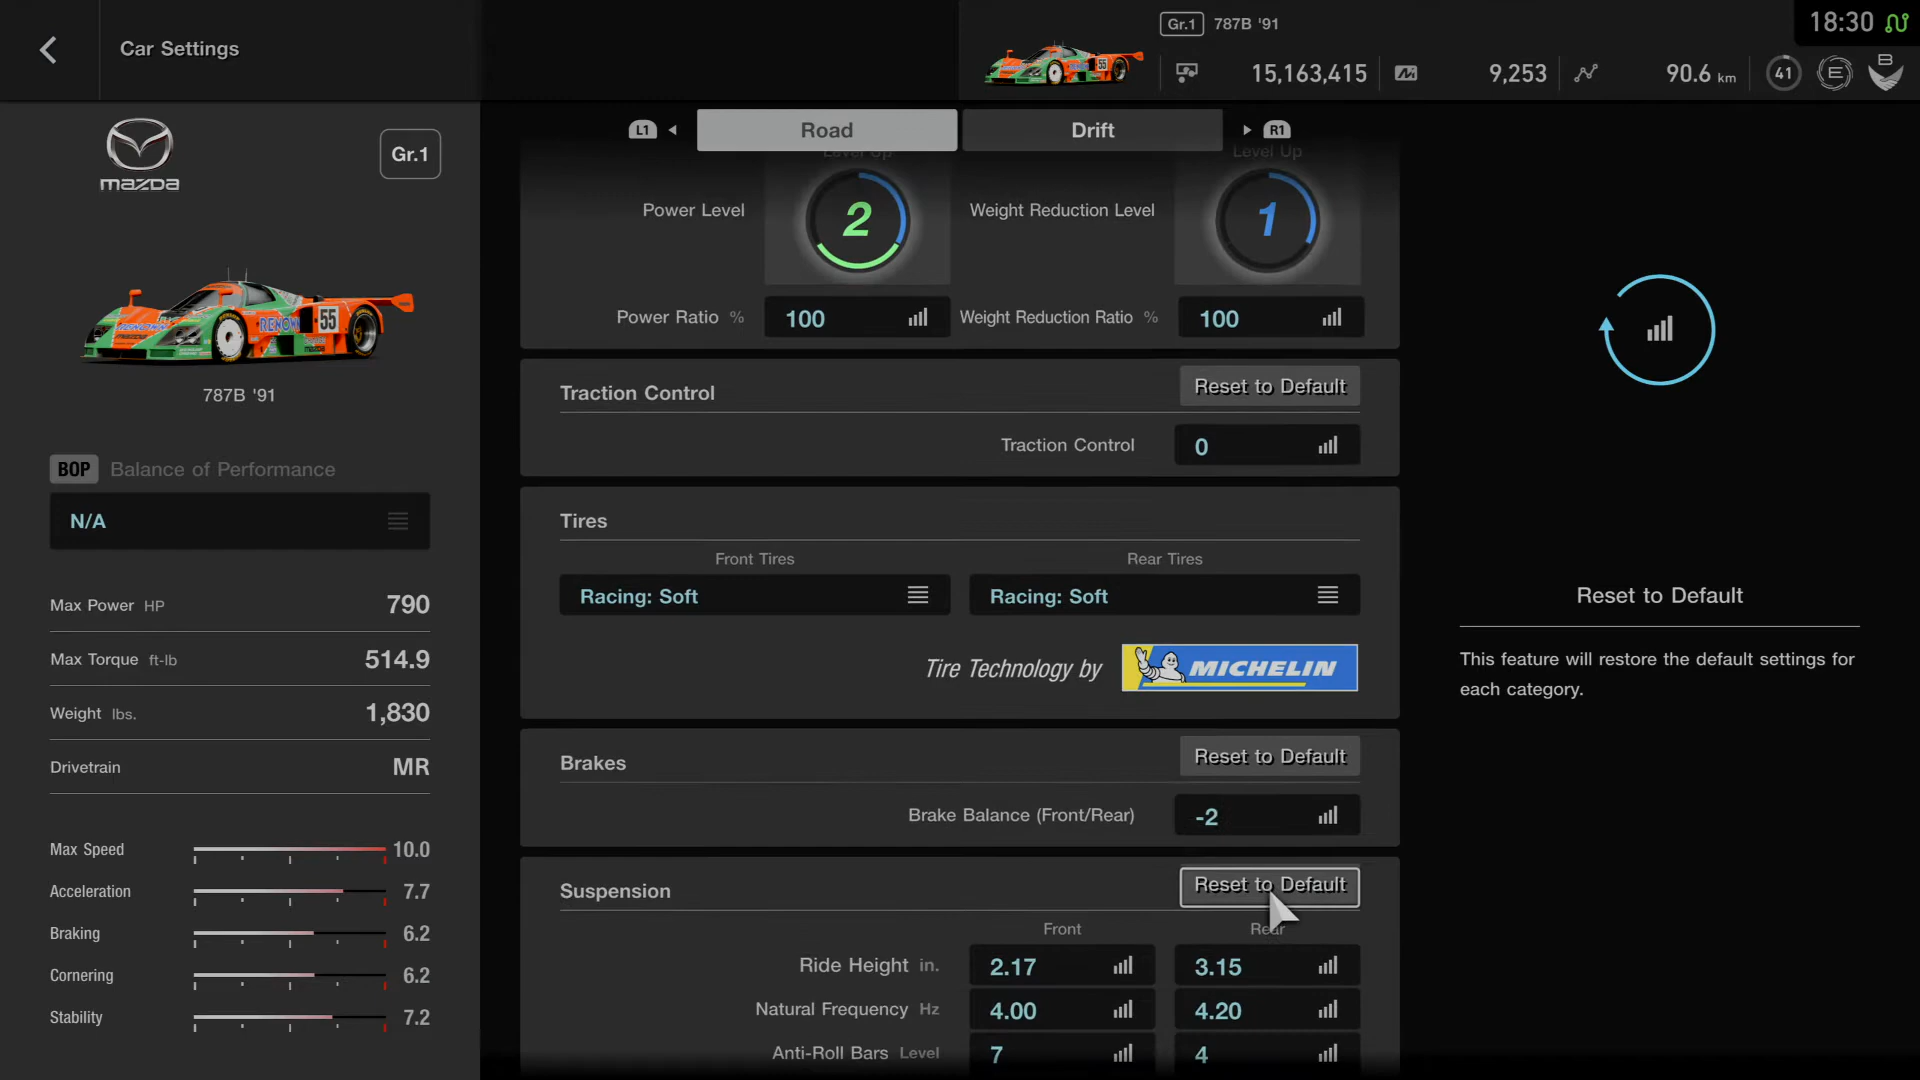 Car Settings
Gr.1 787B '91
15,163,415
9,253
90.6 km
41
E
B
18:30
mazda
Gr.1
55
787B '91
BOP Balance of Performance
N/A
Max Power HP 790
Max Torque ft-lb 514.9
Weight lbs. 1,830
Drivetrain MR
Max Speed 10.0
Acceleration 7.7
Braking 6.2
Cornering 6.2
Stability 7.2
L1 Road Drift R1
Level Up Level Up
Power Level 2 Weight Reduction Level 1
Power Ratio % 100 Weight Reduction Ratio % 100
Traction Control Reset to Default
Traction Control 0
Tires
Front Tires Rear Tires
Racing: Soft Racing: Soft
Tire Technology by MICHELIN
Brakes Reset to Default
Brake Balance (Front/Rear) -2
Suspension Reset to Default
Front Rear
Ride Height in. 2.17 3.15
Natural Frequency Hz 4.00 4.20
Anti-Roll Bars Level 7 4
Reset to Default
This feature will restore the default settings for
each category.